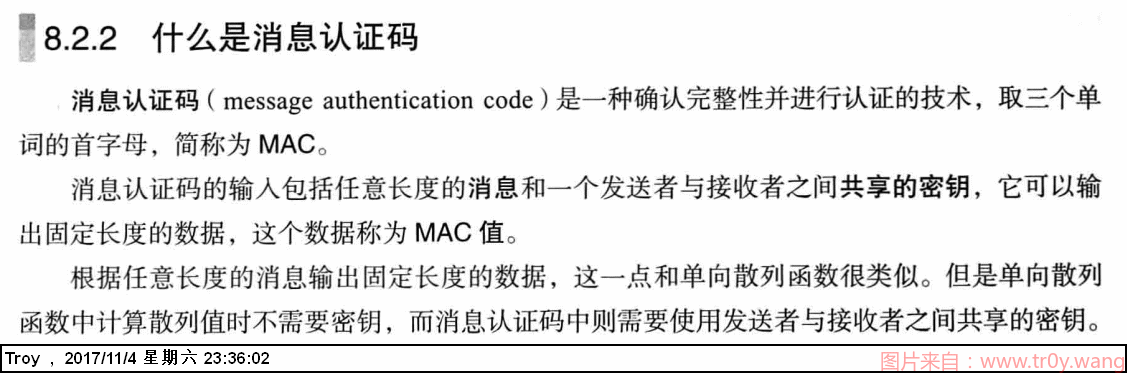 8.2.2 什么是消息认证码
消息认证码（message authentication code）是一种确认完整性并进行认证的技术，取三个单
词的首字母，简称为 MAC。
消息认证码的输入包括任意长度的消息和一个发送者与接收者之间共享的密钥，它可以输
出固定长度的数据，这个数据称为 MAC 值。
根据任意长度的消息输出固定长度的数据，这一点和单向散列函数很类似。但是单向散列
函数中计算散列值时不需要密钥，而消息认证码中则需要使用发送者与接收者之间共享的密钥。
Troy , 2017/11/4 星期六 23:36:02
图片来自：www.tr0y.wang